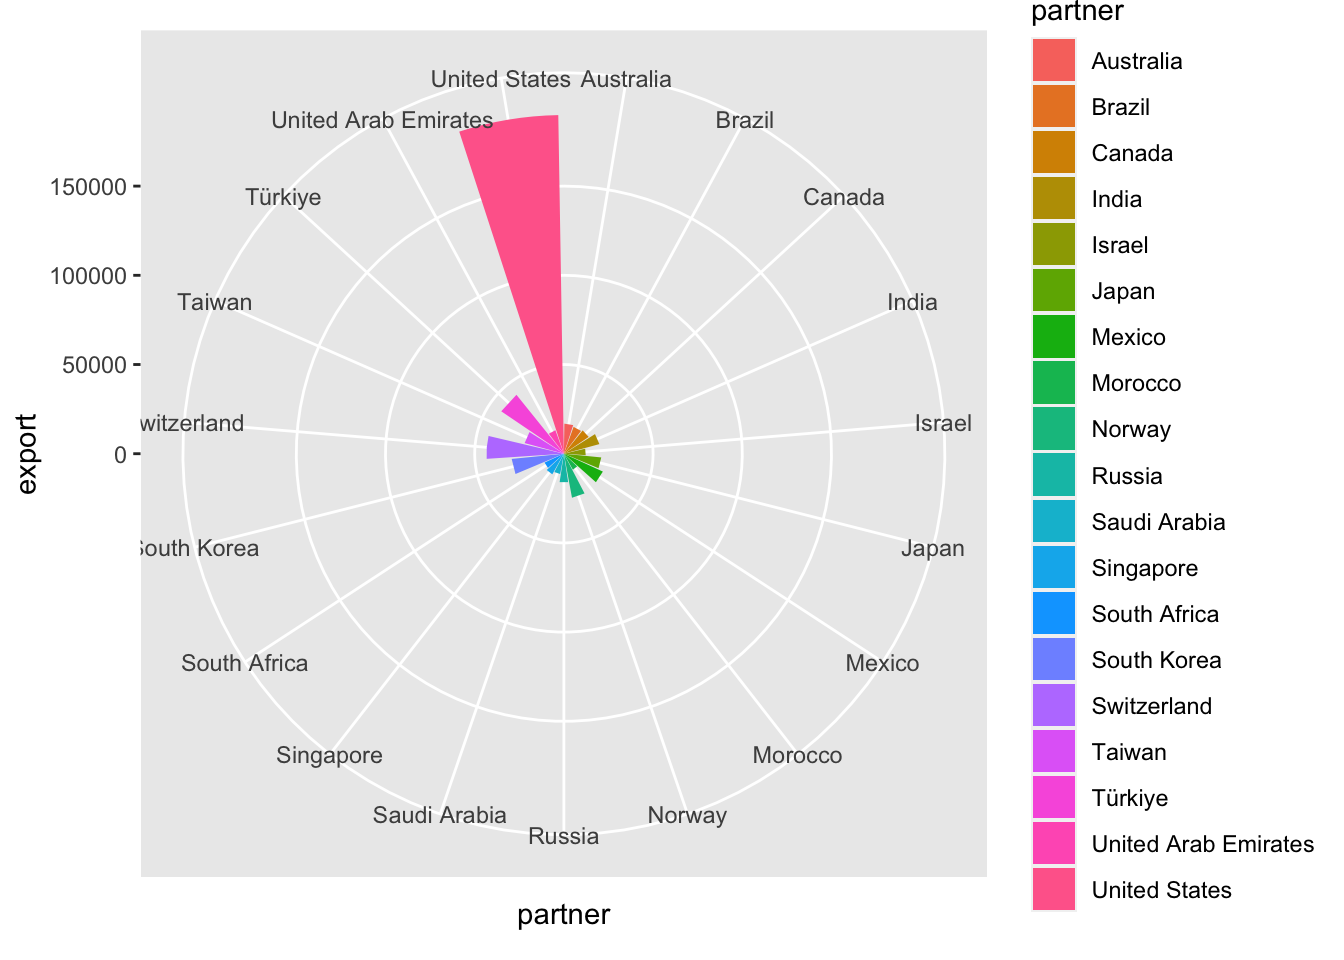 partner
United States Australia
United Arab Emirates Brazil
150000 Türkiye Canada
100000
Taiwan India
50000
witzerland Israel
0
export
South Korea Japan
South Africa Mexico
Singapore Morocco
Saudi Arabia Norway
Russia
partner
Australia
Brazil
Canada
India
Israel
Japan
Mexico
Morocco
Norway
Russia
Saudi Arabia
Singapore
South Africa
South Korea
Switzerland
Taiwan
Türkiye
United Arab Emirates
United States